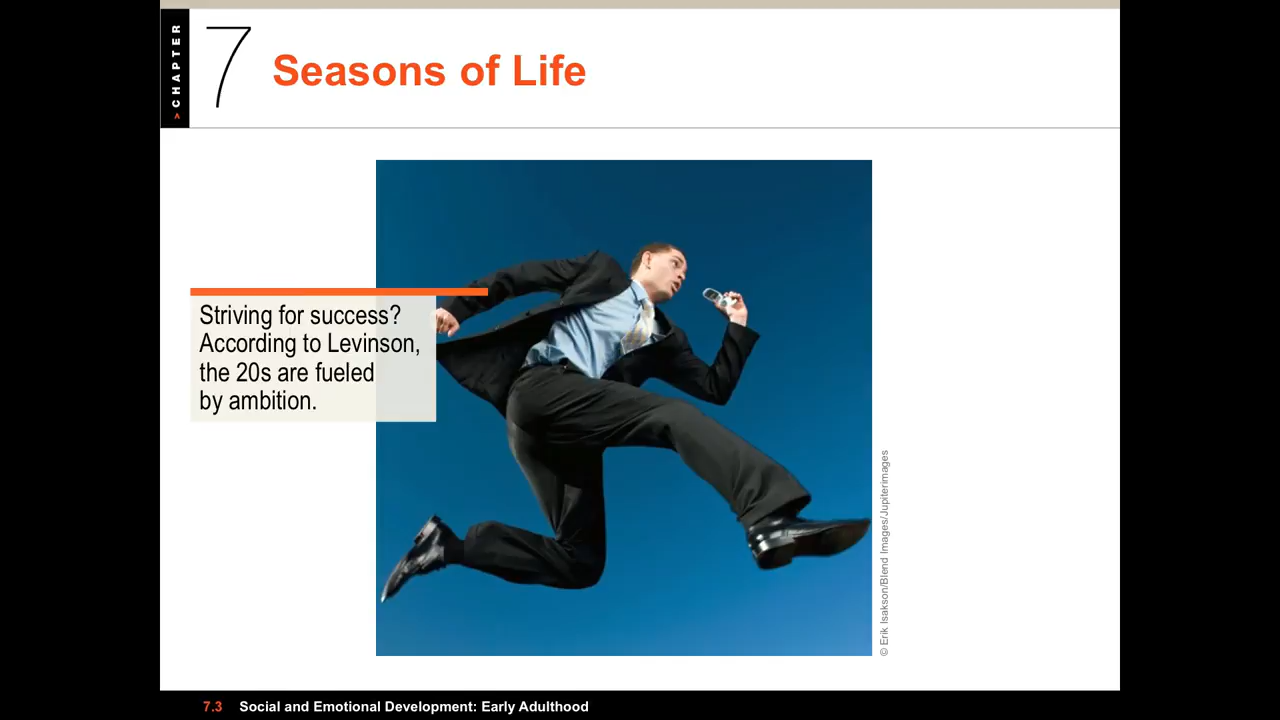 > CHAPTER
7
Seasons of Life
Striving for success?
According to Levinson,
the 20s are fueled
by ambition.
© Erik Isakson/Blend Images/Jupiterimages
7.3 Social and Emotional Development: Early Adulthood